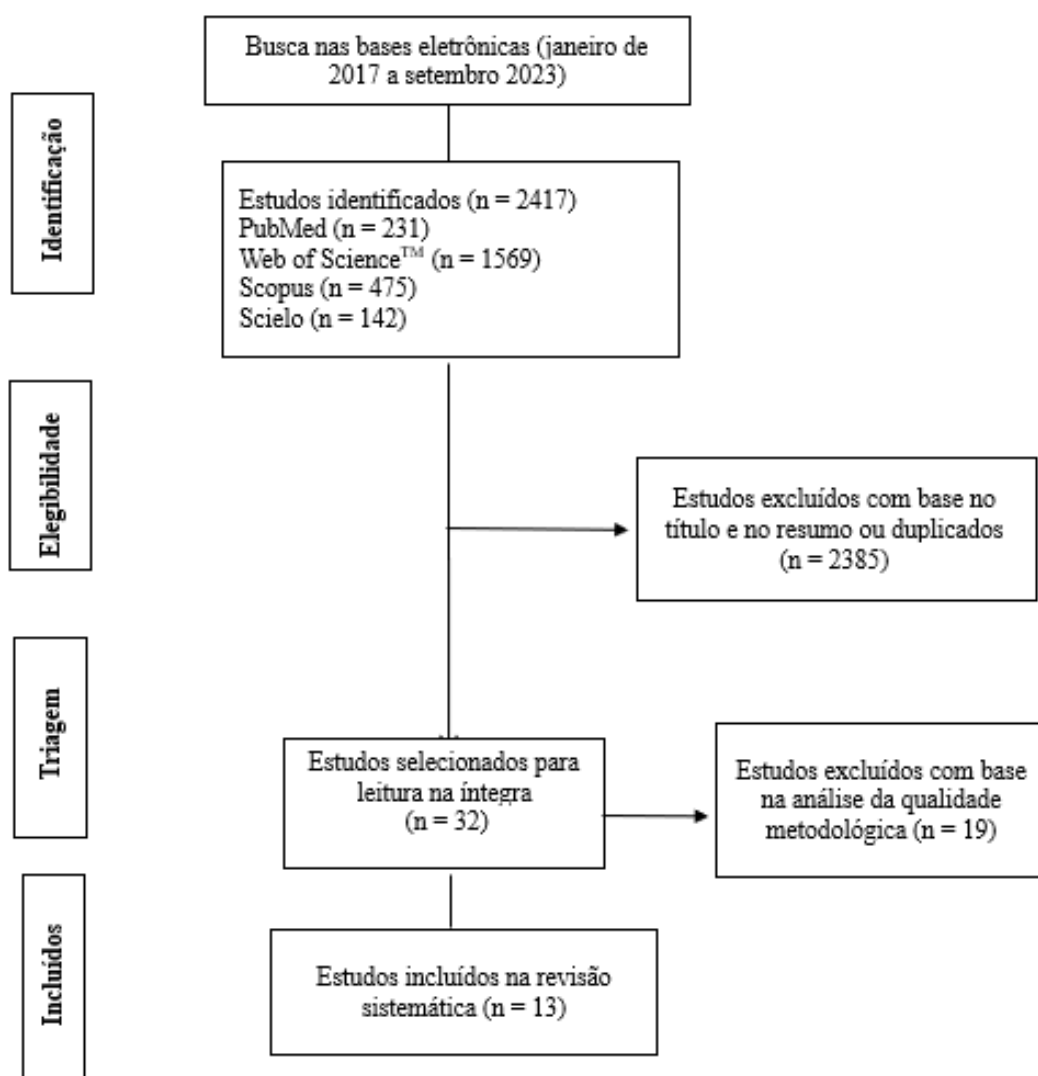 Busca nas bases eletrônicas (janeiro de
2017 a setembro 2023)
Identificação
Estudos identificados (n = 2417)
PubMed (n = 231)
Web of Science™ (n = 1569)
Scopus (n = 475)
Scielo (n = 142)
Elegibilidade
Estudos excluídos com base no
título e no resumo ou duplicados
(n = 2385)
Triagem
Estudos selecionados para
leitura na íntegra
(n = 32)
Estudos excluídos com base
na análise da qualidade
metodológica (n = 19)
Incluídos
Estudos incluídos na revisão
sistemática (n = 13)